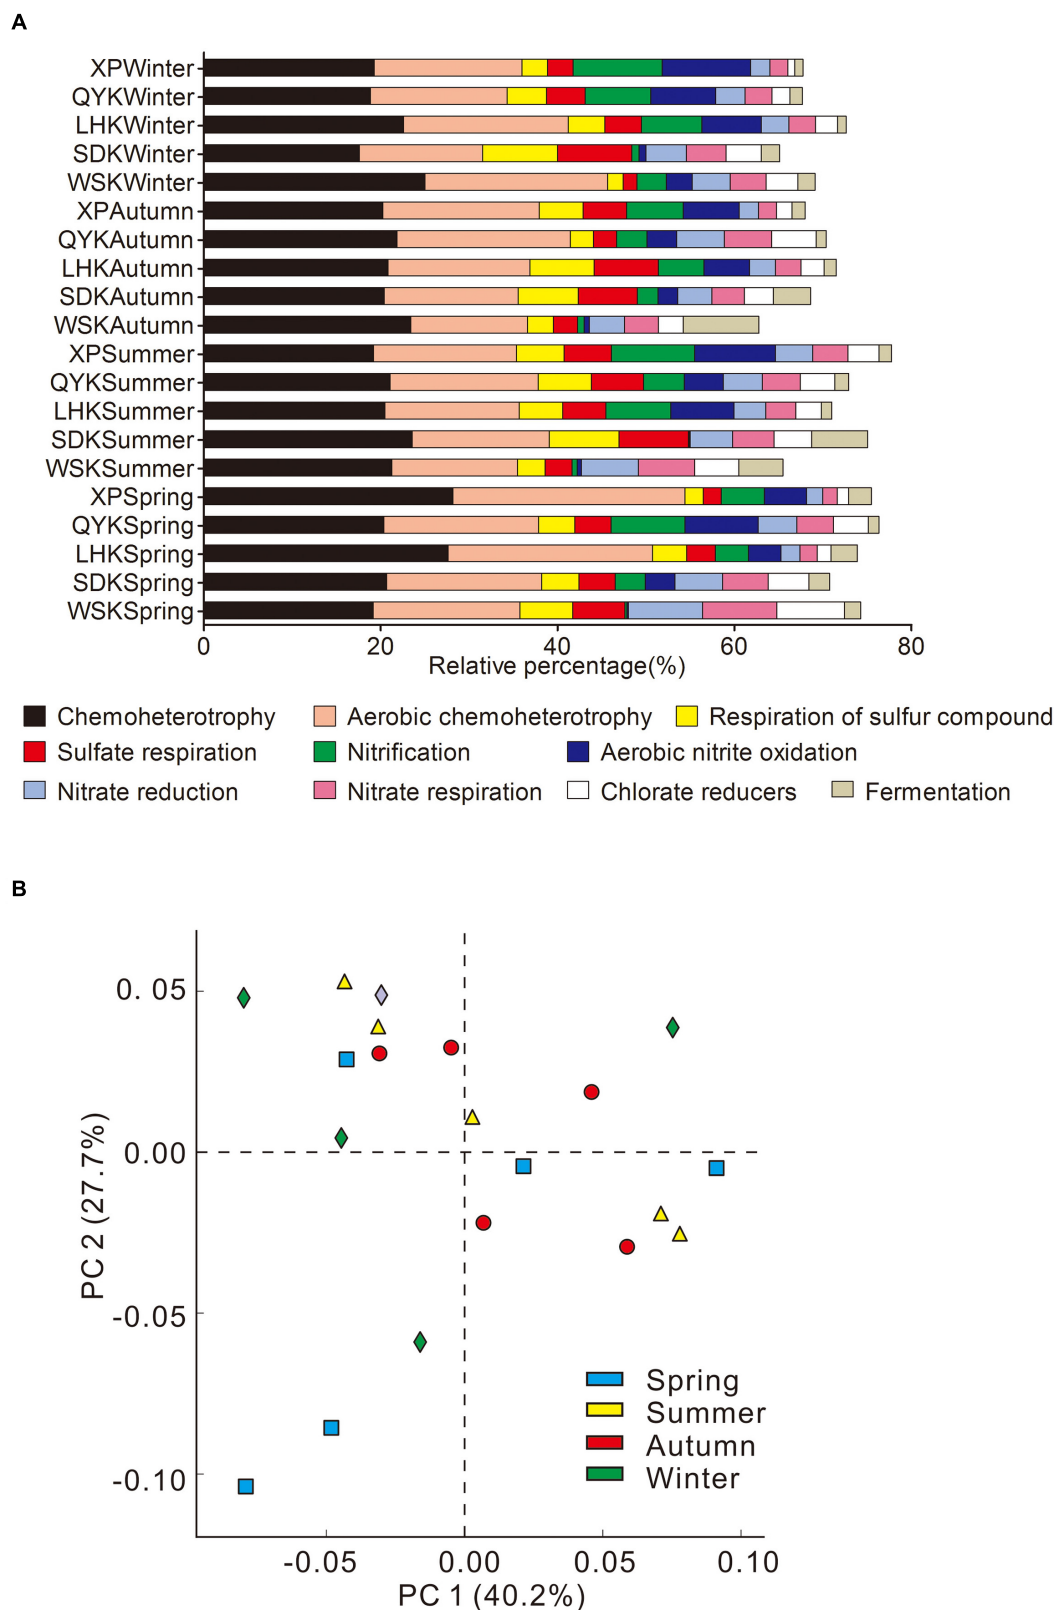 A
XPWinter
QYKWinter
LHKWinter
SDKWinter
WSKWinter
XPAutumn
QYKAutumn
LHKAutumn
SDKAutumn
WSKAutumn
XPSummer
QYKSummer
LHKSummer
SDKSummer
WSKSummer
XPSpring
QYKSpring
LHKSpring
SDKSpring
WSKSpring
0 20 40 60 80
Relative percentage(%)
Chemoheterotrophy Aerobic chemoheterotrophy Respiration of sulfur compound
Sulfate respiration Nitrification Aerobic nitrite oxidation
Nitrate reduction Nitrate respiration Chlorate reducers Fermentation
B
0.05
0.00
-0.05
-0.10
PC 2 (27.7%)
Spring
Summer
Autumn
Winter
-0.05 0.00 0.05 0.10
PC 1 (40.2%)